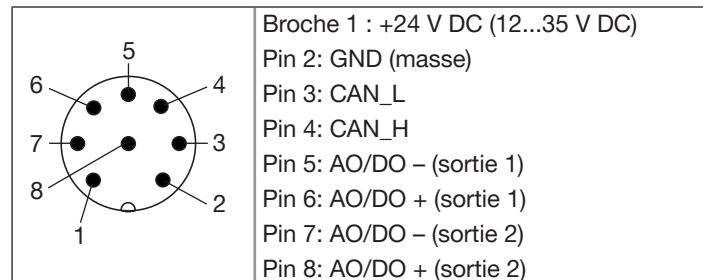 5
6
4
7
3
8
2
1
Broche 1 : +24 V DC (12...35 V DC)
Pin 2: GND (masse)
Pin 3: CAN_L
Pin 4: CAN_H
Pin 5: AO/DO – (sortie 1)
Pin 6: AO/DO + (sortie 1)
Pin 7: AO/DO – (sortie 2)
Pin 8: AO/DO + (sortie 2)